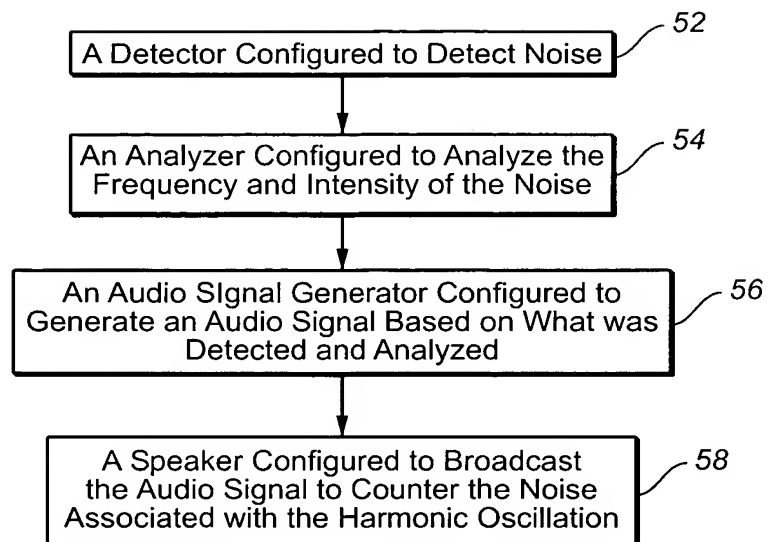 52
A Detector Configured to Detect Noise
54
An Analyzer Configured to Analyze the
Frequency and Intensity of the Noise
56
An Audio SIgnal Generator Configured to
Generate an Audio Signal Based on What was
Detected and Analyzed
58
A Speaker Configured to Broadcast
the Audio Signal to Counter the Noise
Associated with the Harmonic Oscillation